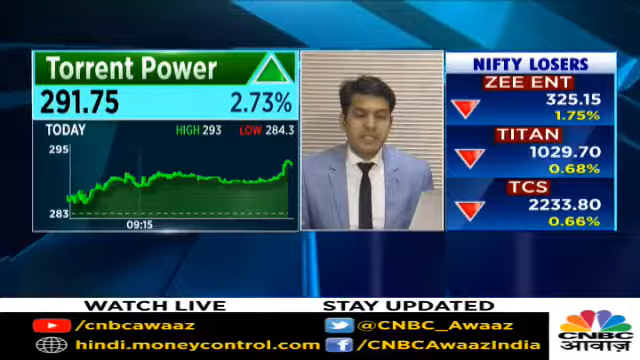 Torrent Power
291.75 2.73%
TODAY HIGH 293 LOW 284.3
295
283
09:15
NIFTY LOSERS
ZEE ENT
325.15
1.75%
TITAN
1029.70
0.68%
TCS
2233.80
0.66%
WATCH LIVE STAY UPDATED
/cnbcawaaz @CNBC_Awaaz
hindi.moneycontrol.com /CNBCAwaazIndia
CNBC
आवाज़